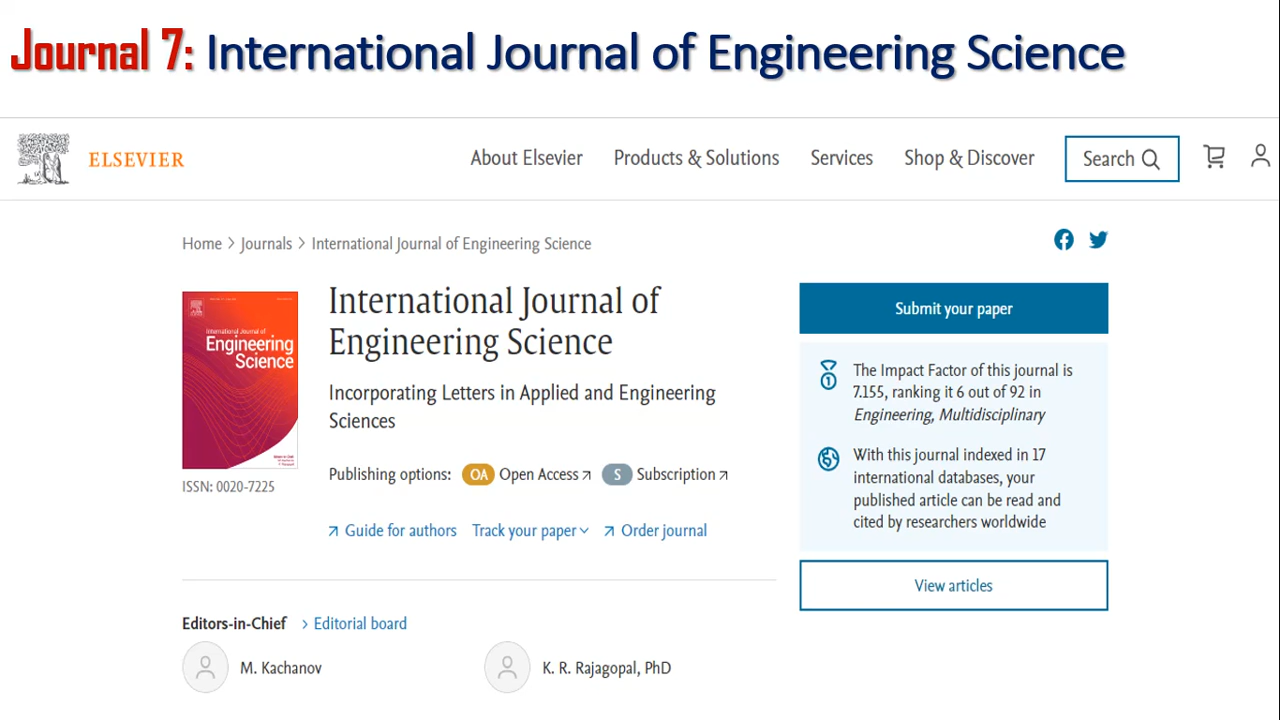 Journal 7: International Journal of Engineering Science
ELSEVIER
About Elsevier Products & Solutions Services Shop & Discover Search
Home > Journals > International Journal of Engineering Science
International Journal of
Engineering
Science
ISSN: 0020-7225
International Journal of
Engineering Science
Incorporating Letters in Applied and Engineering
Sciences
Publishing options: OA Open Access S Subscription
Guide for authors Track your paper Order journal
Submit your paper
1
The Impact Factor of this journal is
7.155, ranking it 6 out of 92 in
Engineering, Multidisciplinary
With this journal indexed in 17
international databases, your
published article can be read and
cited by researchers worldwide
View articles
Editors-in-Chief > Editorial board
M. Kachanov K. R. Rajagopal, PhD